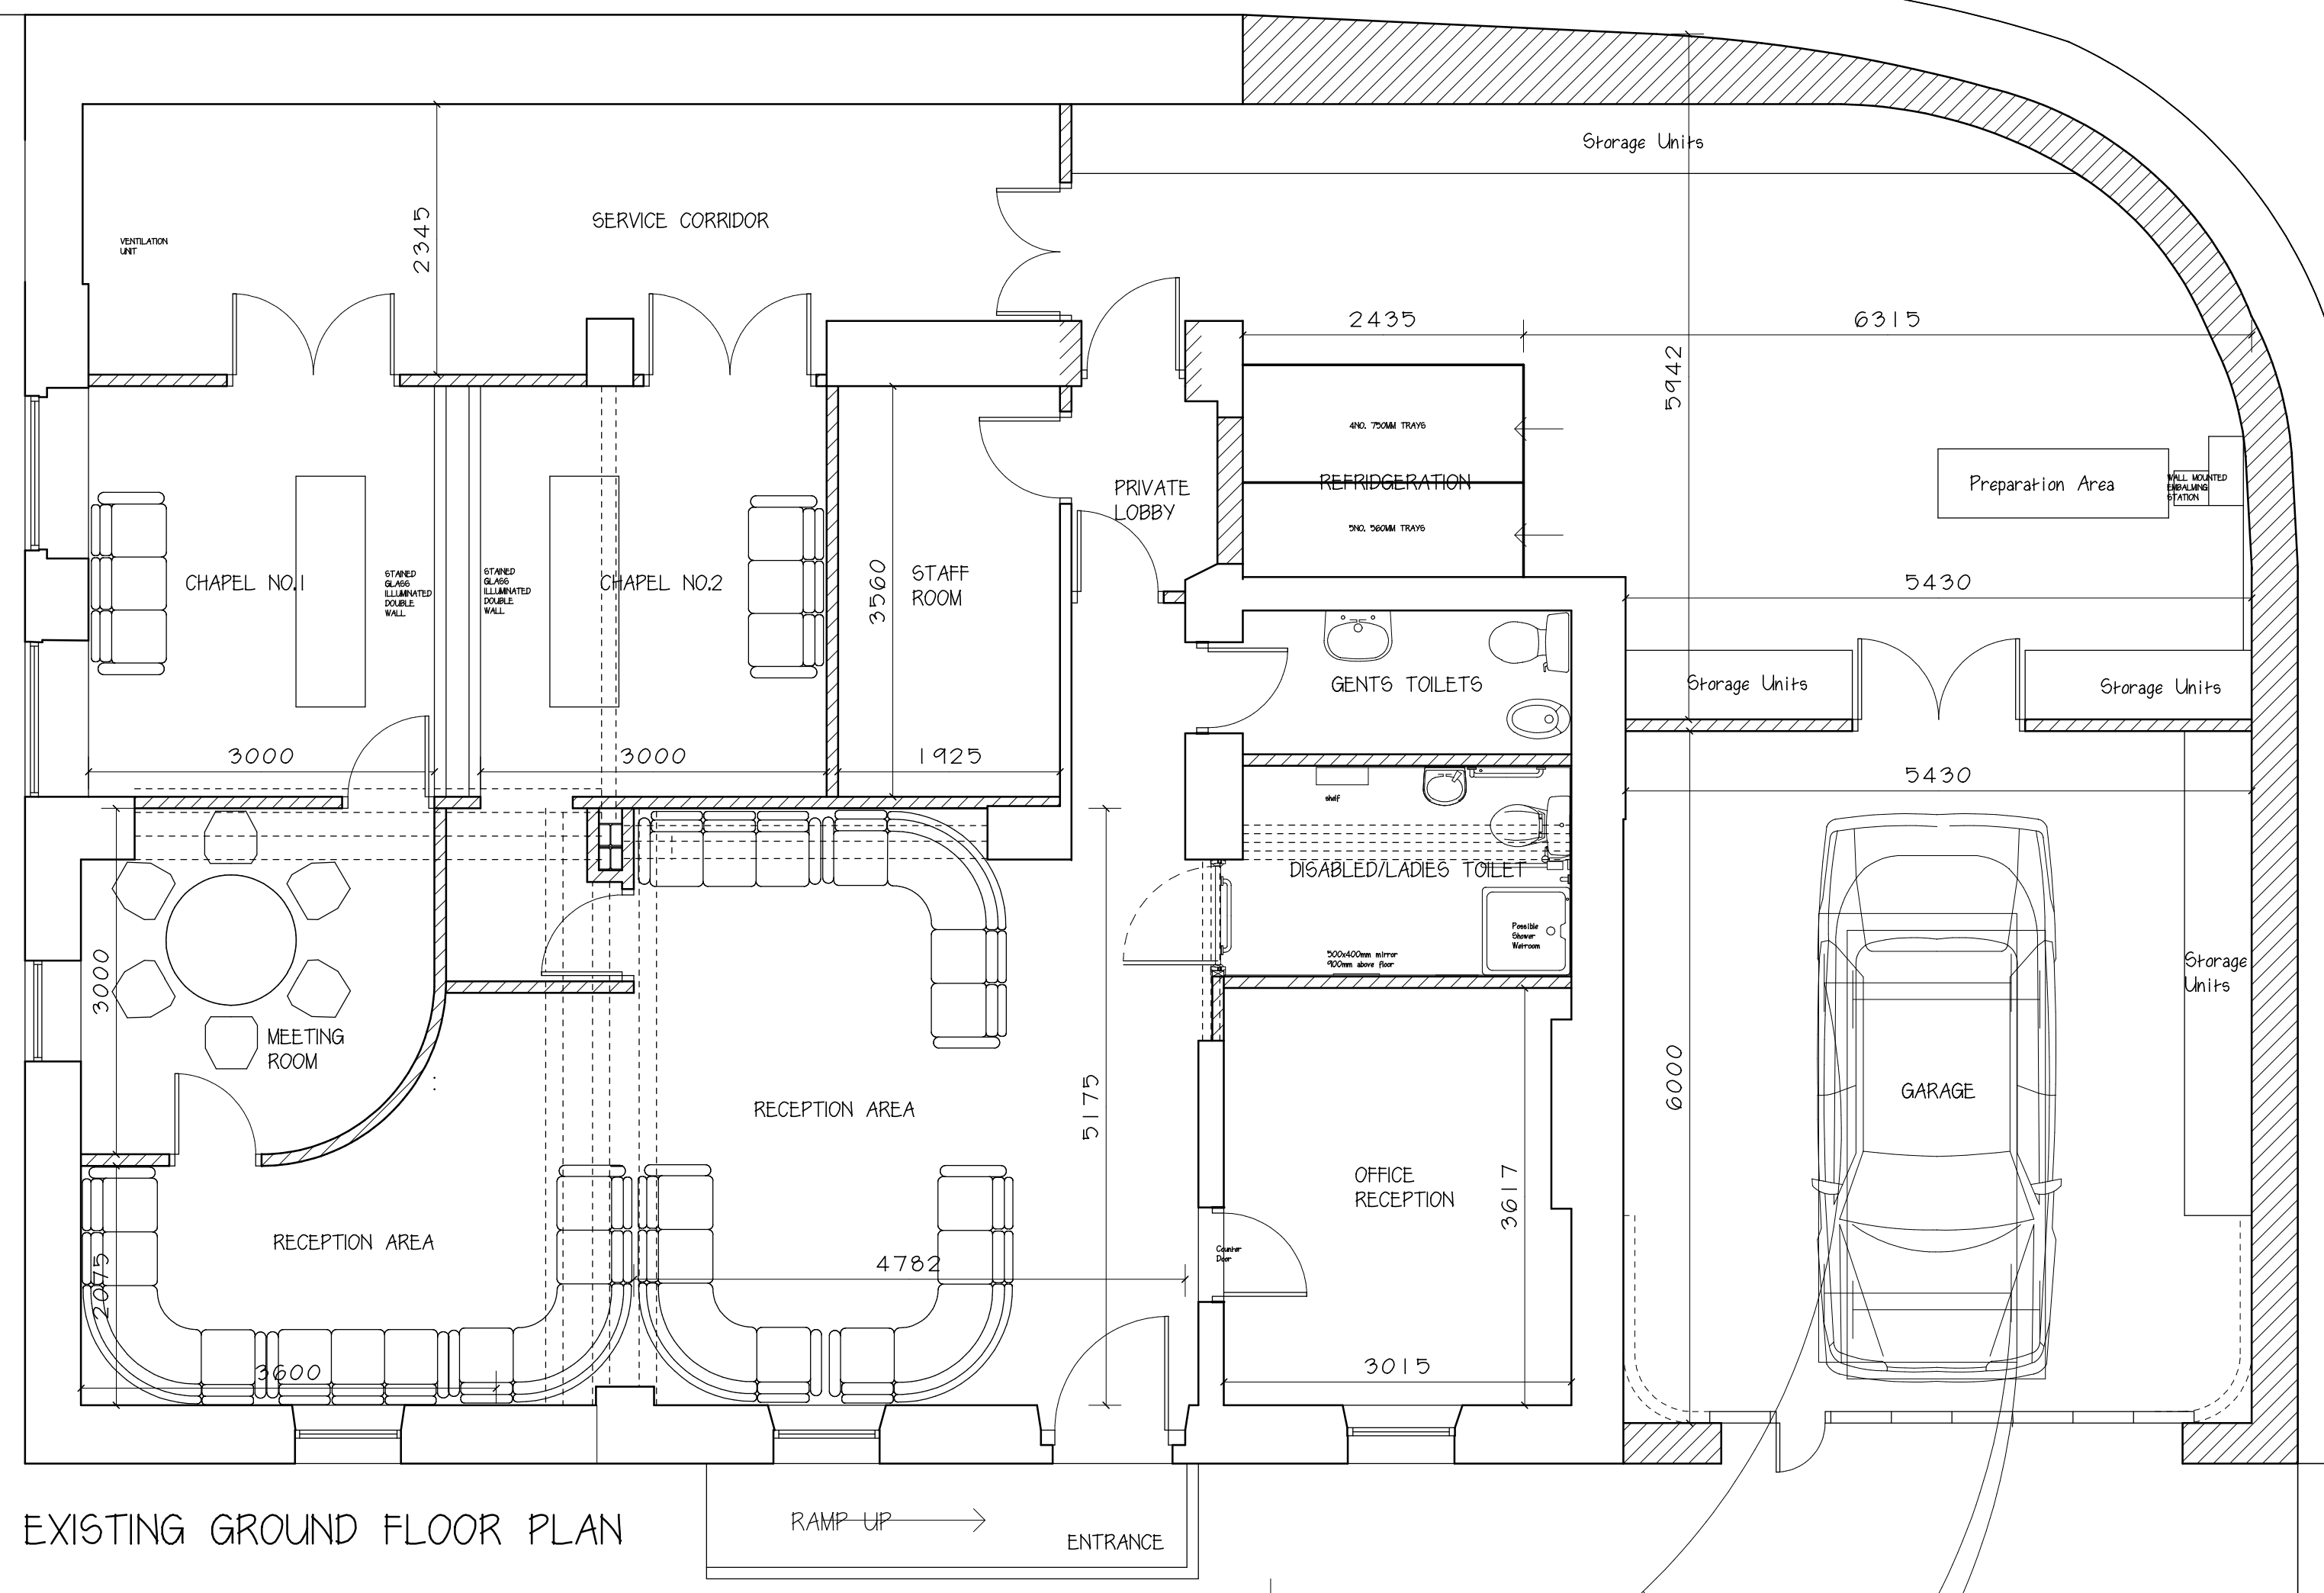 Storage Units
SERVICE CORRIDOR
VENTILATION
UNIT
2345
2435
6315
5942
4NO. 750MM TRAYS
REFRIDGERATION
5NO. 560MM TRAYS
Preparation Area
WALL MOUNTED
EMBALMING
STATION
PRIVATE
LOBBY
CHAPEL NO.1
STAINED
GLASS
ILLUMINATED
DOUBLE
WALL
STAINED
GLASS
ILLUMINATED
DOUBLE
WALL
CHAPEL NO.2
3560
STAFF
ROOM
5430
GENTS TOILETS
Storage Units
Storage Units
3000
3000
1925
5430
shelf
DISABLED/LADIES TOILET
Possible
Shower
Wetroom
500x400mm mirror
900mm above floor
3000
MEETING
ROOM
Storage
Units
RECEPTION AREA
5175
6000
GARAGE
OFFICE
RECEPTION
3617
RECEPTION AREA
2075
4782
Counter
Door
3600
3015
EXISTING GROUND FLOOR PLAN
RAMP UP
ENTRANCE